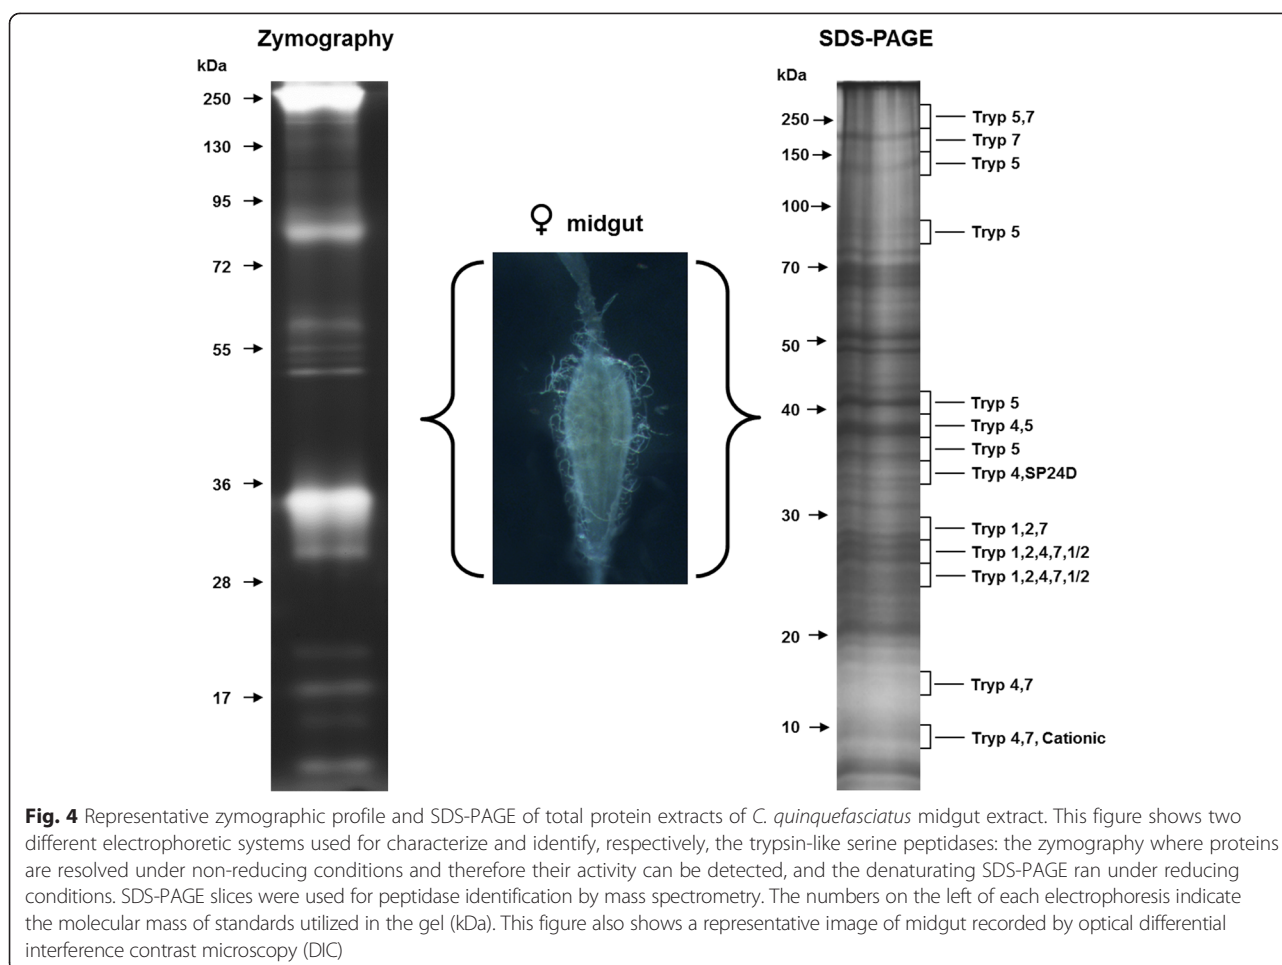 Zymography
SDS-PAGE
kDa
250
130
95
72
55
36
28
17
♀ midgut
kDa
250
150
100
70
50
40
30
20
10
Tryp 5,7
Tryp 7
Tryp 5
Tryp 5
Tryp 5
Tryp 4,5
Tryp 5
Tryp 4,SP24D
Tryp 1,2,7
Tryp 1,2,4,7,1/2
Tryp 1,2,4,7,1/2
Tryp 4,7
Tryp 4,7, Cationic
Fig. 4 Representative zymographic profile and SDS-PAGE of total protein extracts of C. quinquefasciatus midgut extract. This figure shows two
different electrophoretic systems used for characterize and identify, respectively, the trypsin-like serine peptidases: the zymography where proteins
are resolved under non-reducing conditions and therefore their activity can be detected, and the denaturating SDS-PAGE ran under reducing
conditions. SDS-PAGE slices were used for peptidase identification by mass spectrometry. The numbers on the left of each electrophoresis indicate
the molecular mass of standards utilized in the gel (kDa). This figure also shows a representative image of midgut recorded by optical differential
interference contrast microscopy (DIC)